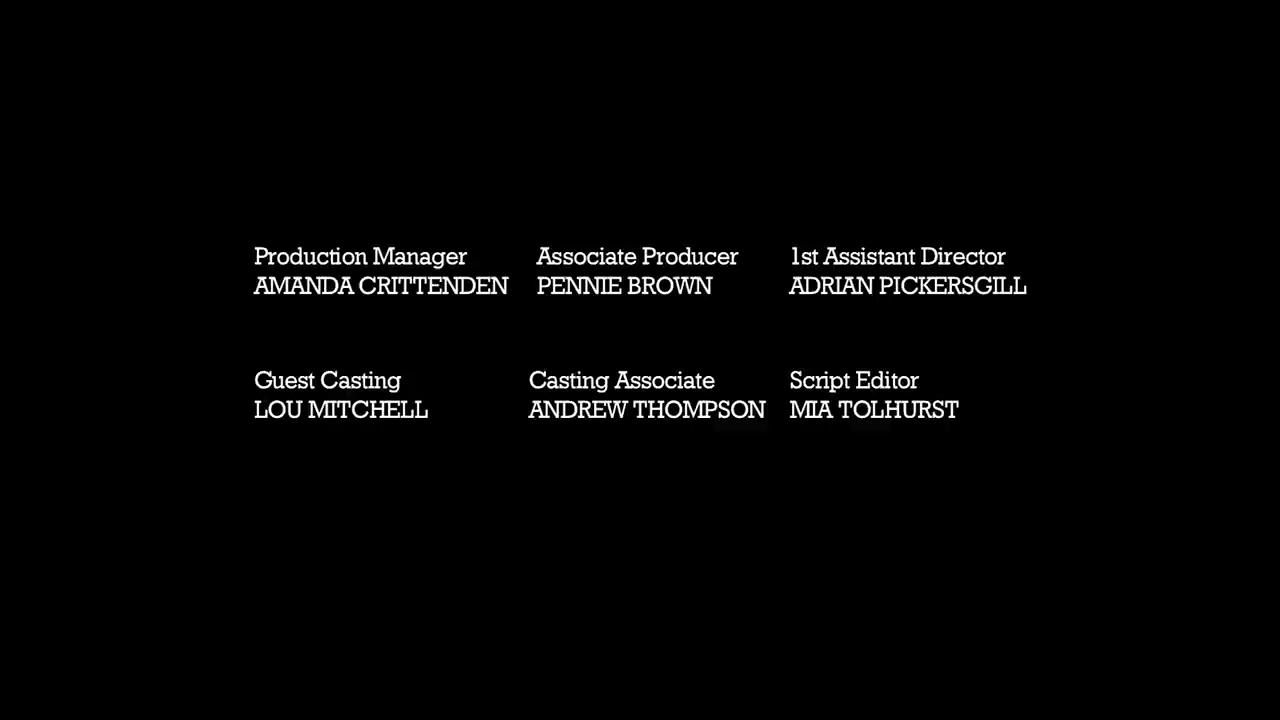 Production Manager
AMANDA CRITTENDEN
Associate Producer
PENNIE BROWN
1st Assistant Director
ADRIAN PICKERSGILL
Guest Casting
LOU MITCHELL
Casting Associate
ANDREW THOMPSON
Script Editor
MIA TOLHURST